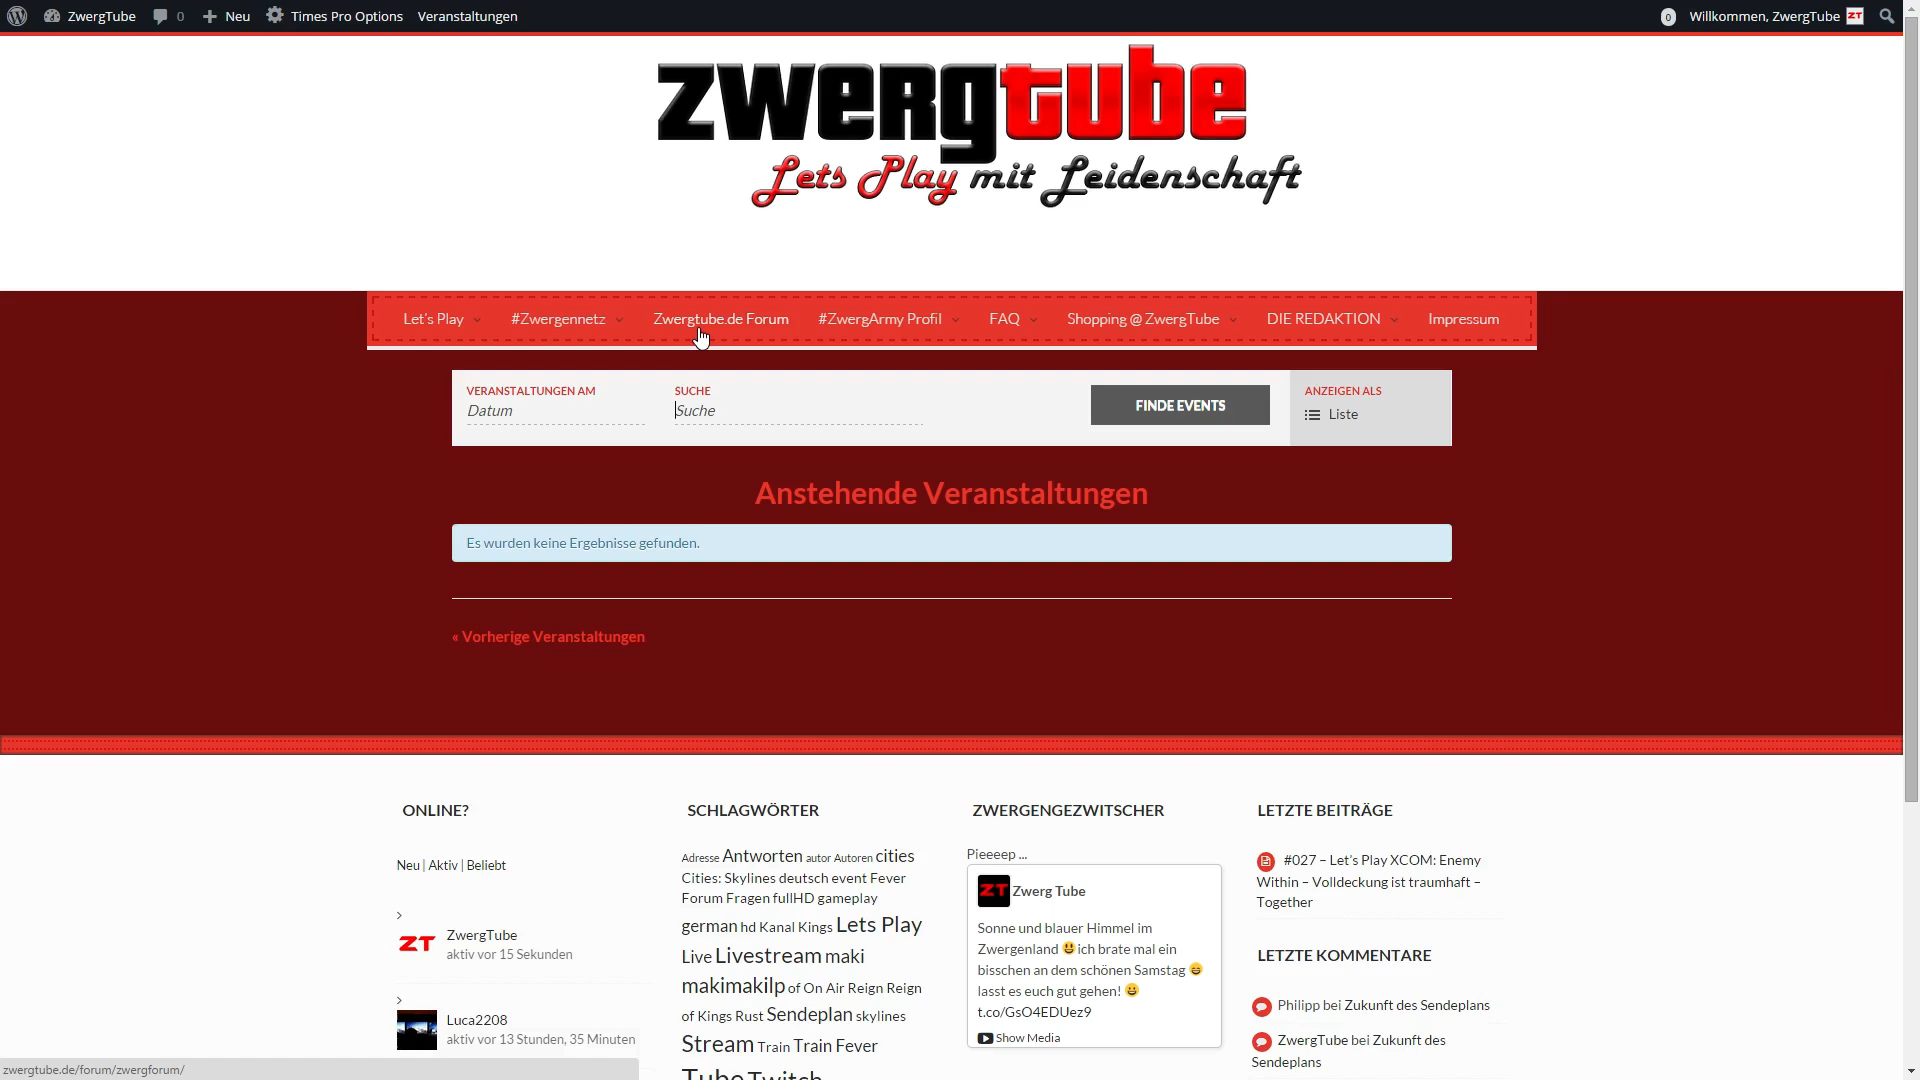 ZwergTube 0 Neu Times Pro Options Veranstaltungen 0 Willkommen, ZwergTube ZT
zwergtube
Lets Play mit Leidenschaft
Let's Play #Zwergennetz Zwergtube.de Forum #ZwergArmy Profil FAQ Shopping @ ZwergTube DIE REDAKTION Impressum
VERANSTALTUNGEN AM SUCHE ANZEIGEN ALS
Datum Suche FINDE EVENTS Liste
Anstehende Veranstaltungen
Es wurden keine Ergebnisse gefunden.
« Vorherige Veranstaltungen
ONLINE?
Neu | Aktiv | Beliebt
>
ZT
ZwergTube
aktiv vor 15 Sekunden
>
Luca2208
aktiv vor 13 Stunden, 35 Minuten
SCHLAGWÖRTER
Adresse Antworten autor Autoren cities
Cities: Skylines deutsch event Fever
Forum Fragen fullHD gameplay
german hd Kanal Kings Lets Play
Live Livestream maki
makimakilp of On Air Reign Reign
of Kings Rust Sendeplan skylines
Stream Train Train Fever
Tube Twitch
ZWERGENGEZWITSCHER
Pieeeep ...
ZT Zwerg Tube
Sonne und blauer Himmel im
Zwergenland 😃 ich brate mal ein
bisschen an dem schönen Samstag 😄
lasst es euch gut gehen! 😀
t.co/GsO4EDUez9
Show Media
LETZTE BEITRÄGE
#027 – Let's Play XCOM: Enemy
Within – Volldeckung ist traumhaft –
Together
LETZTE KOMMENTARE
Philipp bei Zukunft des Sendeplans
ZwergTube bei Zukunft des
Sendeplans
zwergtube.de/forum/zwergforum/